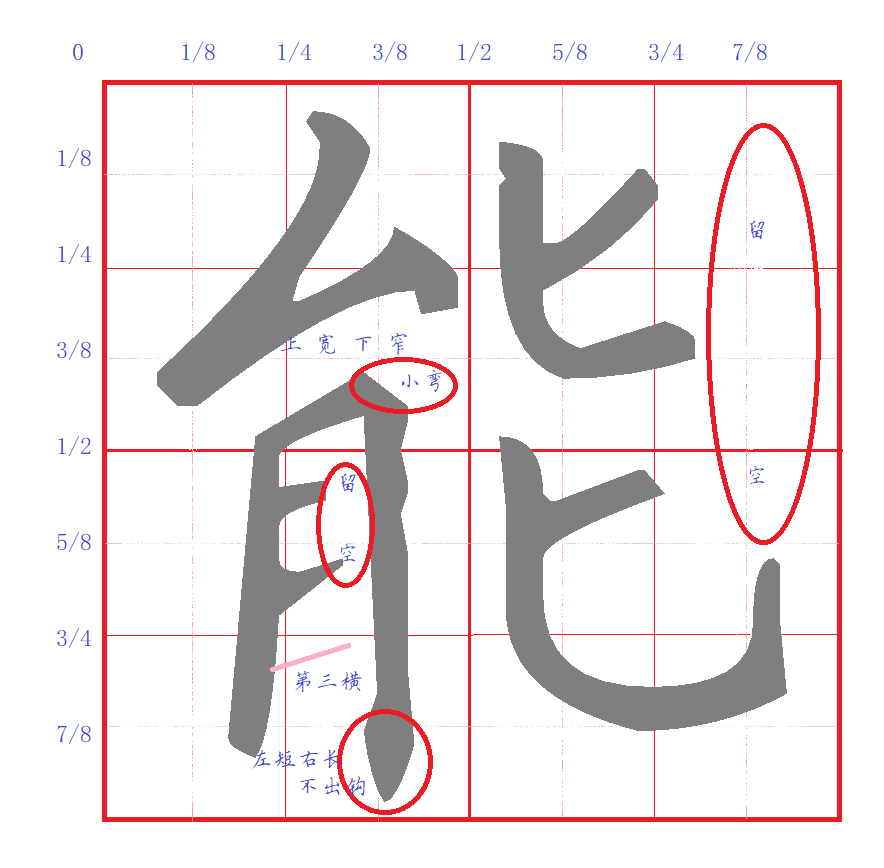 0 1/8 1/4 3/8 1/2 5/8 3/4 7/8
1/8
留
1/4
上宽下窄
3/8
小弯
1/2
能
留
空
空
5/8
3/4
第三横
7/8
左短右长
不出钩